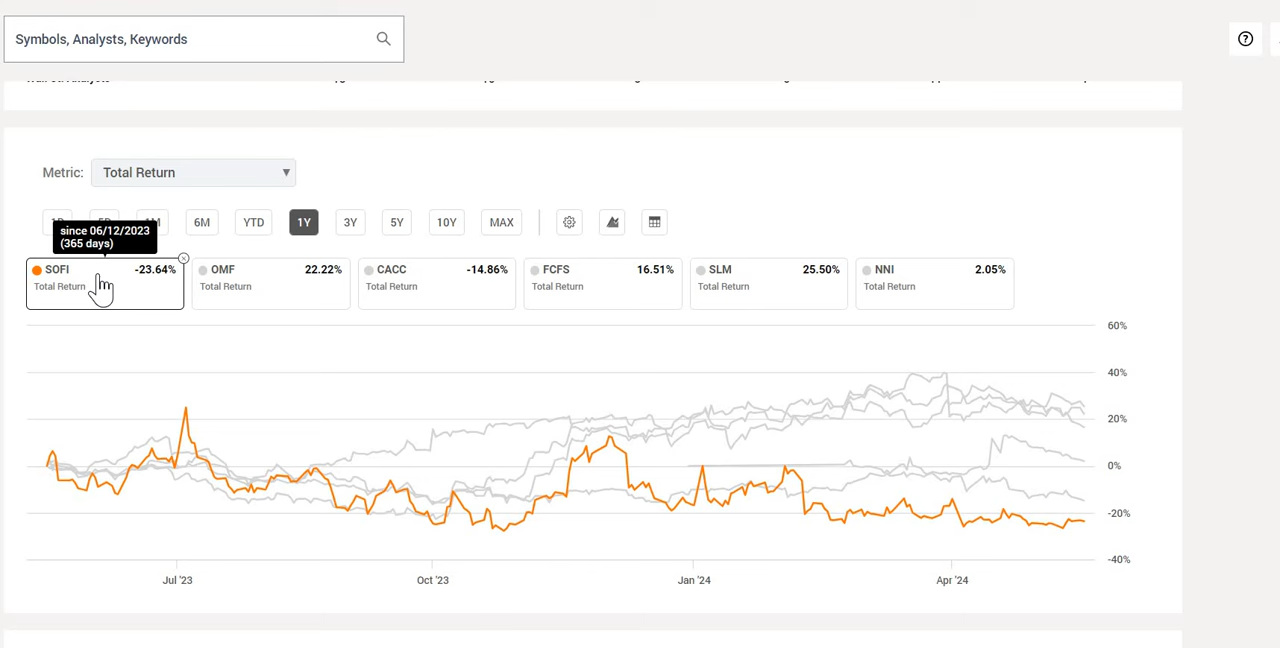 Symbols, Analysts, Keywords
Metric:
Total Return
6M
YTD
1Y
3Y
5Y
10Y
MAX
since 06/12/2023
(365 days)
SOFI
-23.64%
Total Return
OMF
22.22%
Total Return
CACC
-14.86%
Total Return
FCFS
16.51%
Total Return
SLM
25.50%
Total Return
NNI
2.05%
Total Return
60%
40%
20%
0%
-20%
-40%
Jul '23
Oct '23
Jan '24
Apr '24